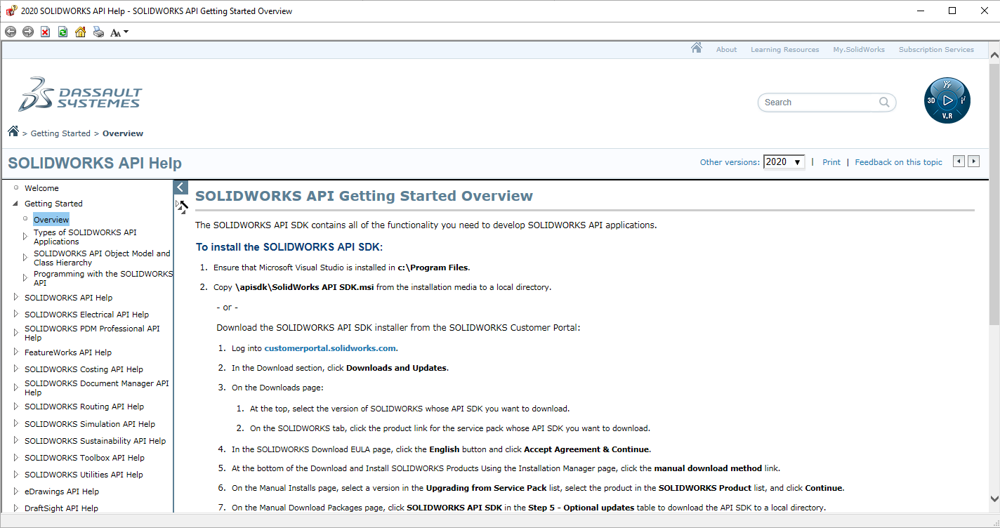 2020 SOLIDWORKS API Help - SOLIDWORKS API Getting Started Overview
AA
About Learning Resources My.SolidWorks Subscription Services
DASSAULT
SYSTEMES
Search
3D V.R
> Getting Started > Overview
SOLIDWORKS API Help
Other versions: 2020 | Print | Feedback on this topic
Welcome
Getting Started
Overview
Types of SOLIDWORKS API
Applications
SOLIDWORKS API Object Model and
Class Hierarchy
Programming with the SOLIDWORKS
API
SOLIDWORKS API Help
SOLIDWORKS Electrical API Help
SOLIDWORKS PDM Professional API
Help
FeatureWorks API Help
SOLIDWORKS Costing API Help
SOLIDWORKS Document Manager API
Help
SOLIDWORKS Routing API Help
SOLIDWORKS Simulation API Help
SOLIDWORKS Sustainability API Help
SOLIDWORKS Toolbox API Help
SOLIDWORKS Utilities API Help
eDrawings API Help
DraftSight API Help
SOLIDWORKS API Getting Started Overview
The SOLIDWORKS API SDK contains all of the functionality you need to develop SOLIDWORKS API applications.
To install the SOLIDWORKS API SDK:
1. Ensure that Microsoft Visual Studio is installed in c:\Program Files.
2. Copy \apisdk\SolidWorks API SDK.msi from the installation media to a local directory.
- or -
Download the SOLIDWORKS API SDK installer from the SOLIDWORKS Customer Portal:
1. Log into customerportal.solidworks.com.
2. In the Download section, click Downloads and Updates.
3. On the Downloads page:
1. At the top, select the version of SOLIDWORKS whose API SDK you want to download.
2. On the SOLIDWORKS tab, click the product link for the service pack whose API SDK you want to download.
4. In the SOLIDWORKS Download EULA page, click the English button and click Accept Agreement & Continue.
5. At the bottom of the Download and Install SOLIDWORKS Products Using the Installation Manager page, click the manual download method link.
6. On the Manual Installs page, select a version in the Upgrading from Service Pack list, select the product in the SOLIDWORKS Product list, and click Continue.
7. On the Manual Download Packages page, click SOLIDWORKS API SDK in the Step 5 - Optional updates table to download the API SDK to a local directory.